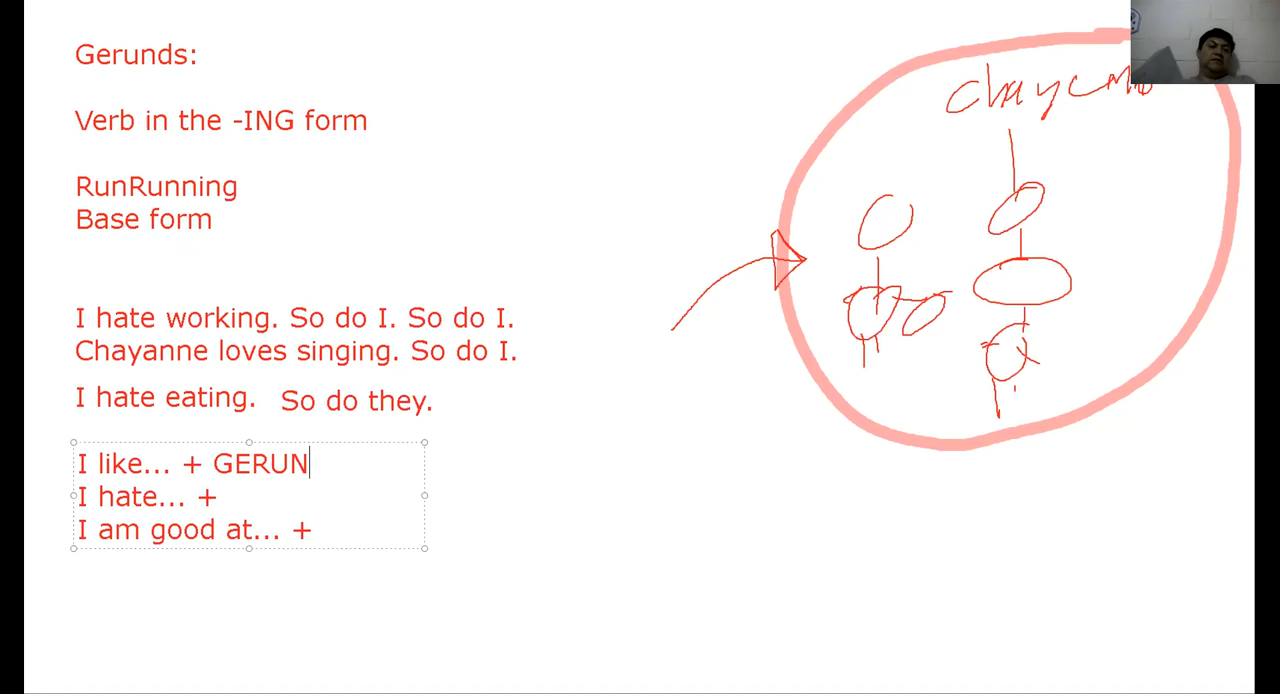 Gerunds:
Verb in the -ING form
RunRunning
Base form
I hate working. So do I. So do I.
Chayanne loves singing. So do I.
I hate eating. So do they.
I like... + GERUN
I hate... +
I am good at... +